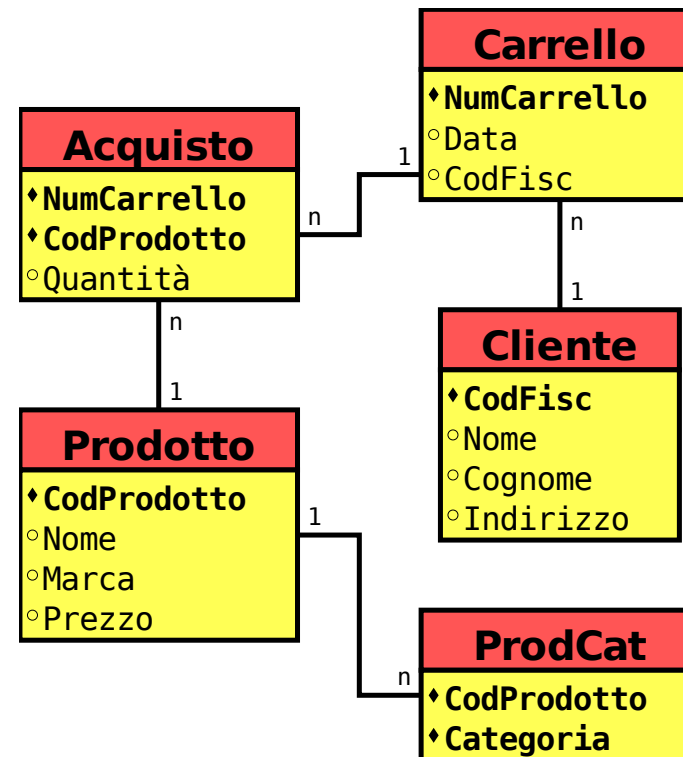 Carrello
♦NumCarrello
○Data
○CodFisc
Acquisto
♦NumCarrello
♦CodProdotto
○Quantità
1
n
n
1
n
1
Cliente
♦CodFisc
○Nome
○Cognome
○Indirizzo
Prodotto
♦CodProdotto
○Nome
○Marca
○Prezzo
1
n
ProdCat
♦CodProdotto
♦Categoria